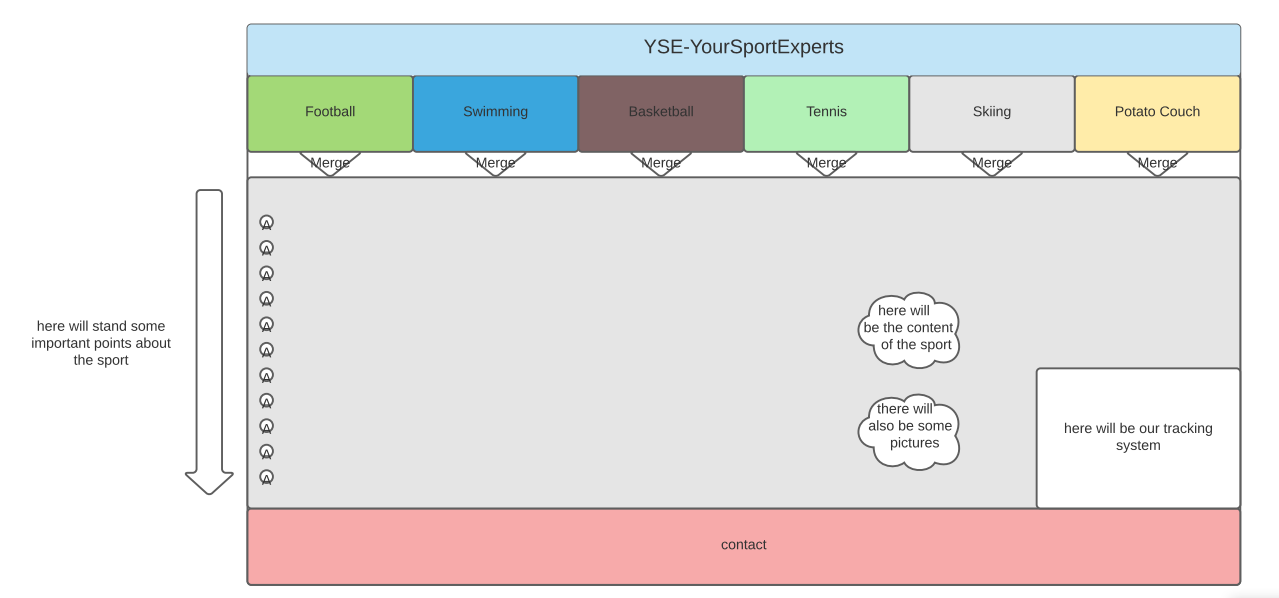 YSE-YourSportExperts
Football
Swimming
Basketball
Tennis
Skiing
Potato Couch
Merge
Merge
Merge
Merge
Merge
Merge
A
A
A
A
A
A
A
A
A
A
A
here will stand some
important points about
the sport
here will
be the content
of the sport
there will
also be some
pictures
here will be our tracking
system
contact